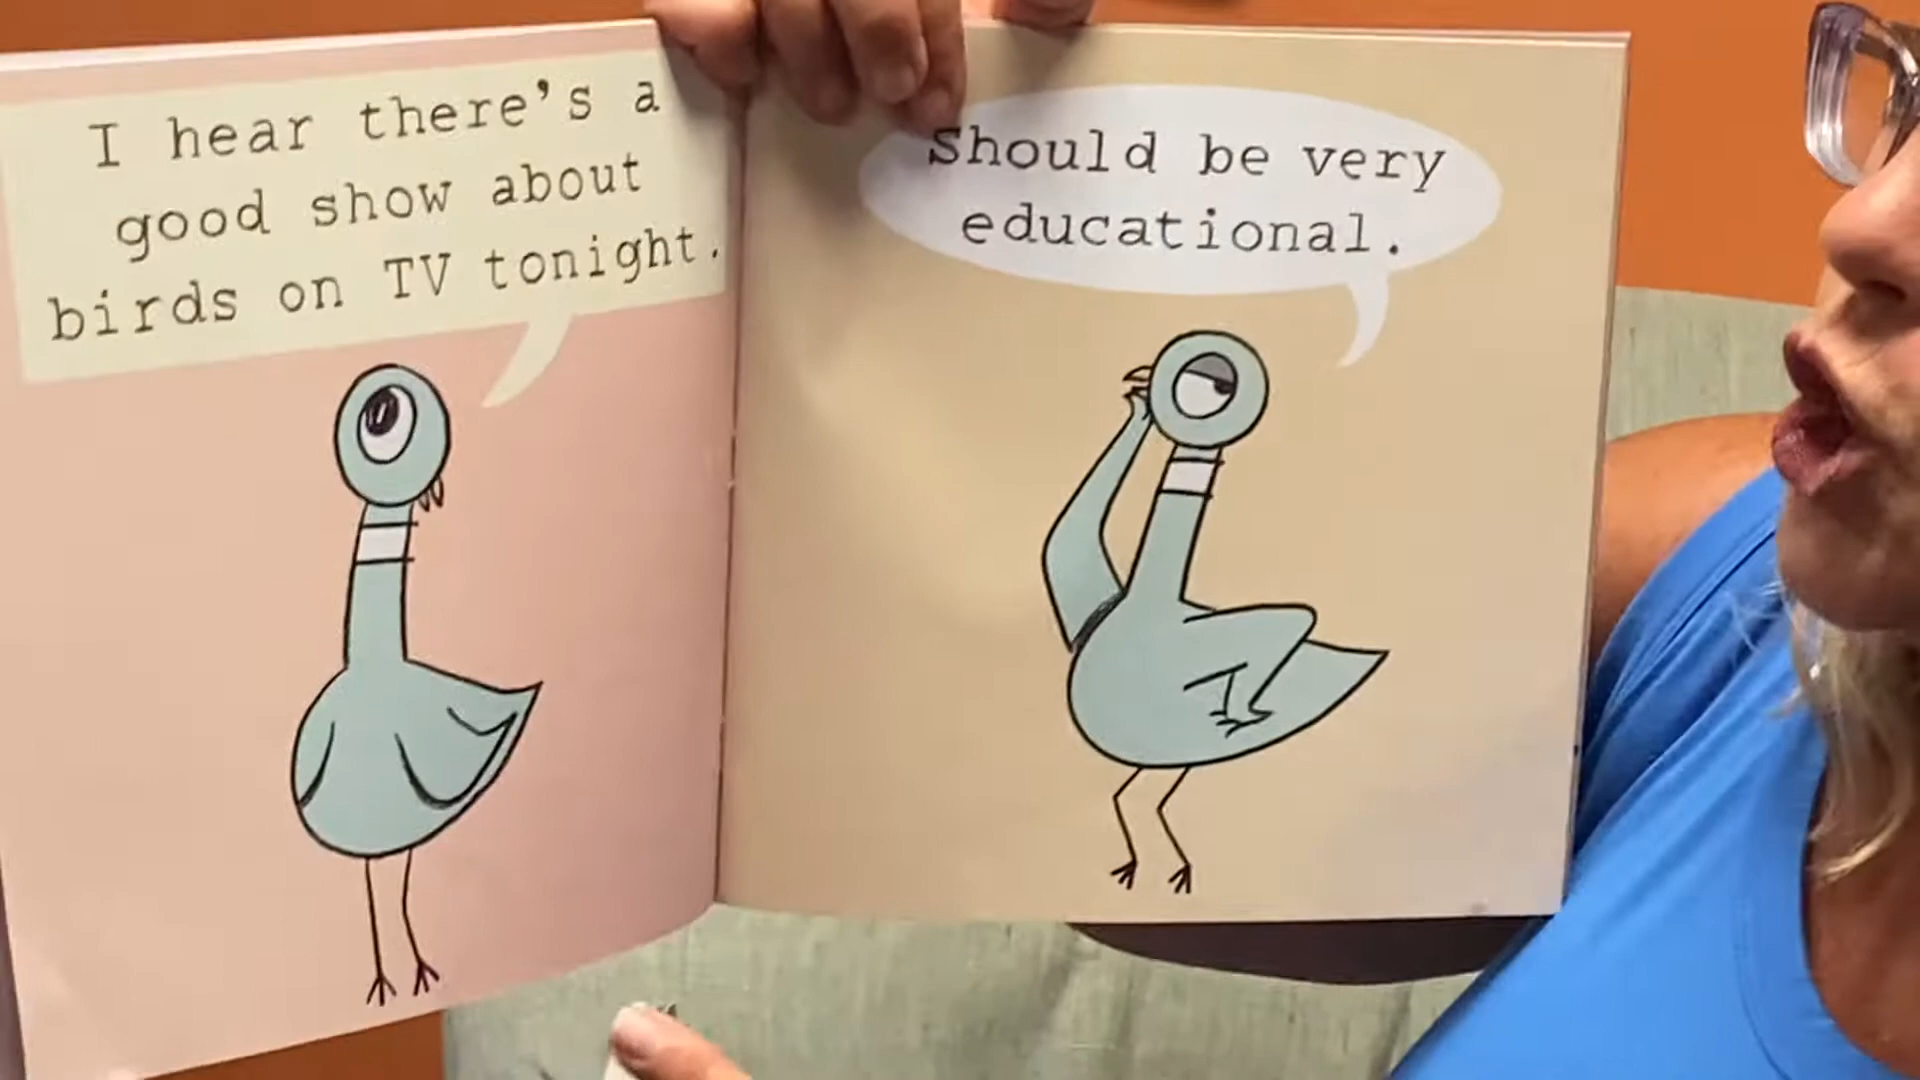 I hear there's a
good show about
birds on TV tonight.
Should be very
educational.